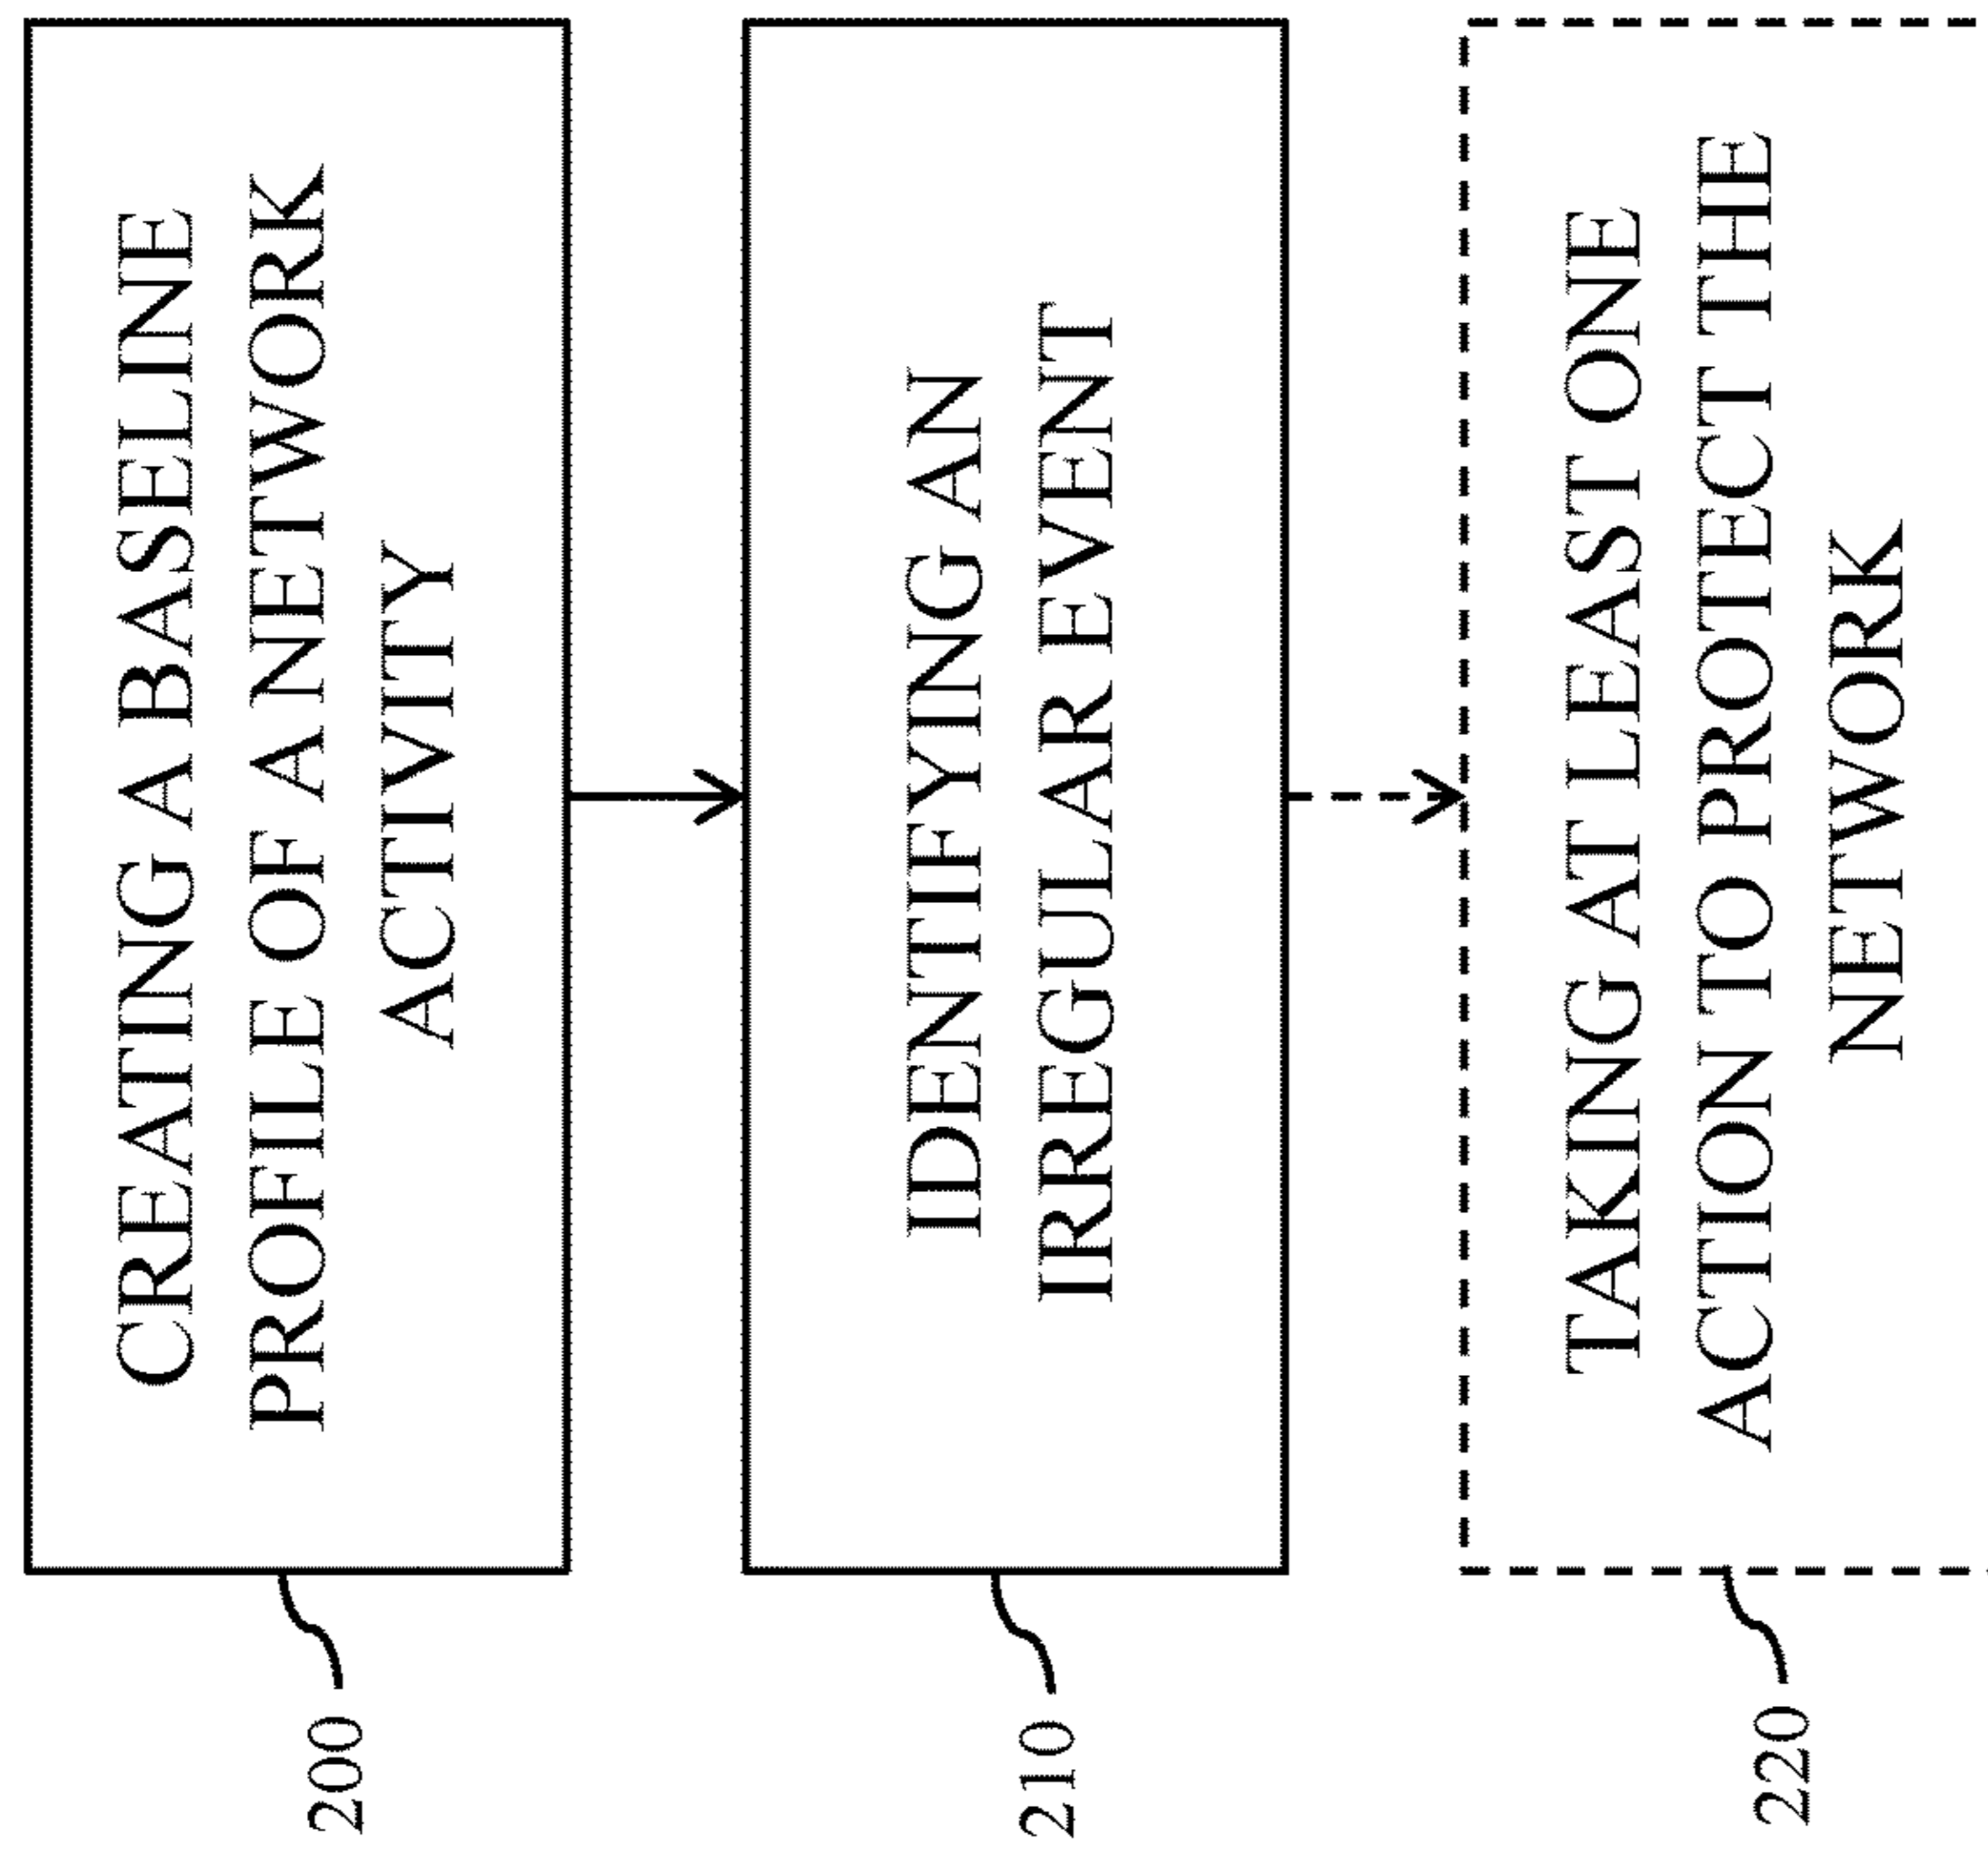 200
CREATING A BASELINE
PROFILE OF A NETWORK
ACTIVITY
210
IDENTIFYING AN
IRREGULAR EVENT
220
TAKING AT LEAST ONE
ACTION TO PROTECT THE
NETWORK